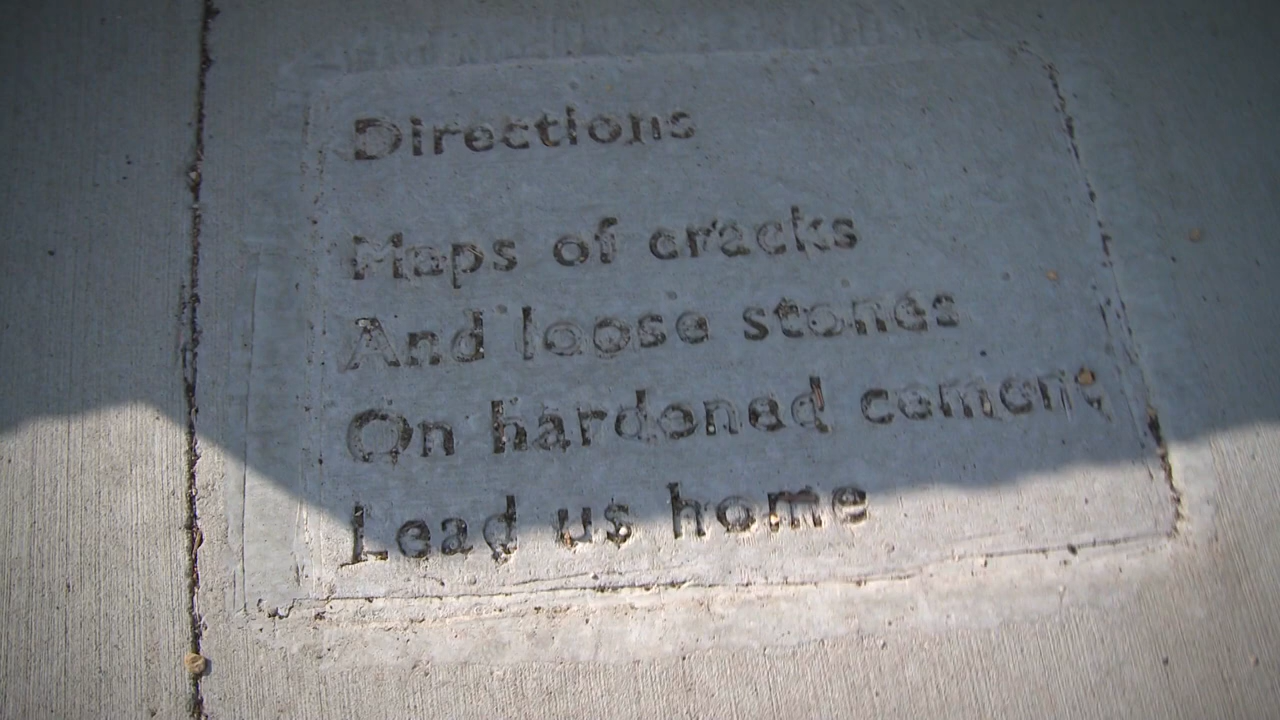 Directions
Maps of cracks
And loose stones
On hardened cement
Lead us home